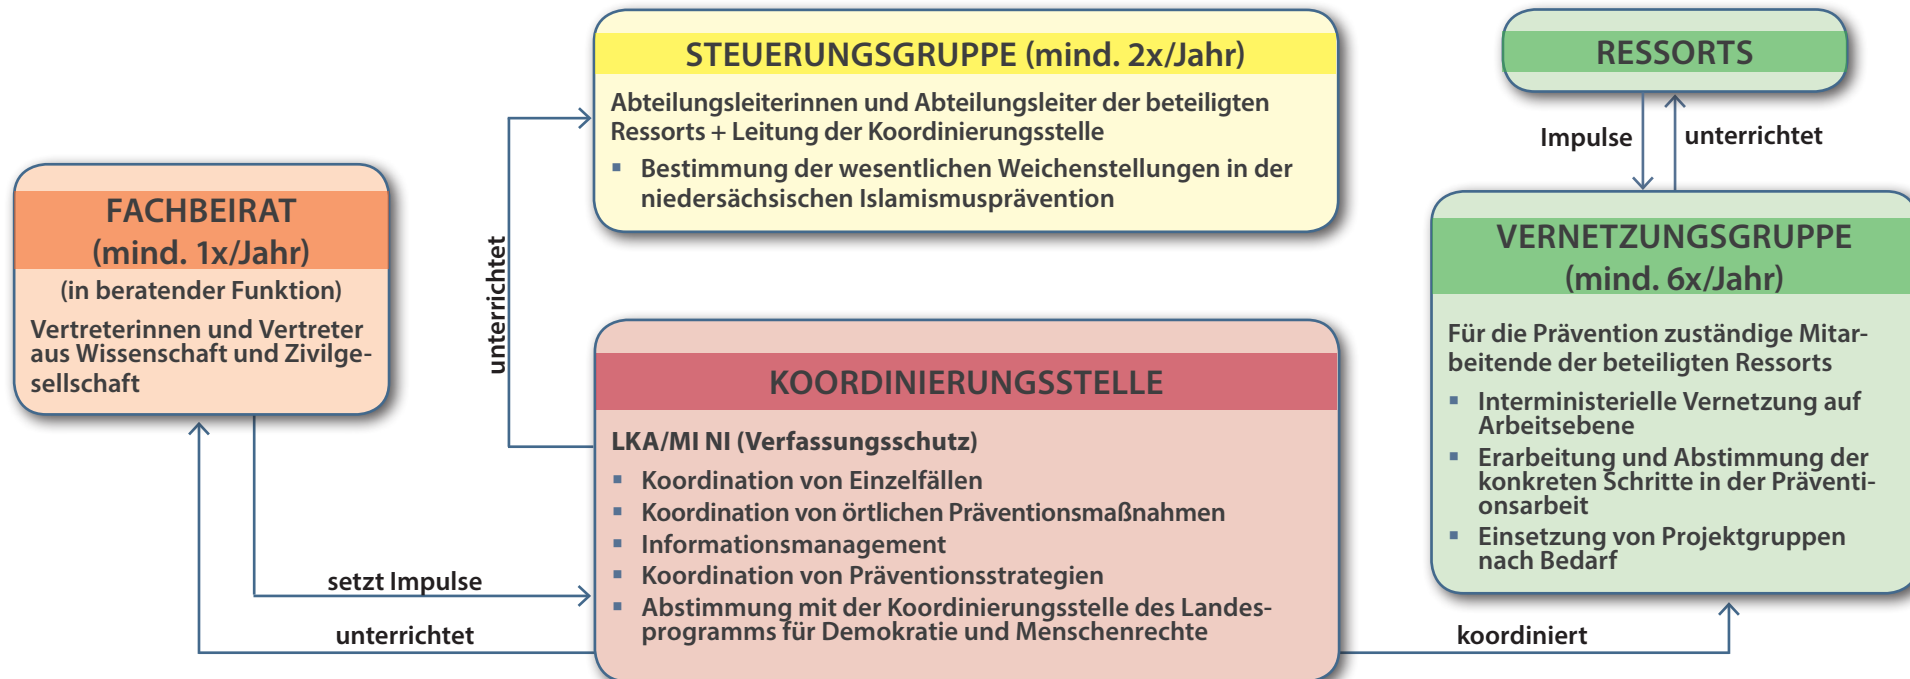 STEUERUNGSGRUPPE (mind. 2x/Jahr)
Abteilungsleiterinnen und Abteilungsleiter der beteiligten
Ressorts + Leitung der Koordinierungsstelle
▪ Bestimmung der wesentlichen Weichenstellungen in der
niedersächsischen Islamismusprävention
RESSORTS
Impulse
unterrichtet
FACHBEIRAT
(mind. 1x/Jahr)
(in beratender Funktion)
Vertreterinnen und Vertreter
aus Wissenschaft und Zivilge-
sellschaft
unterrichtet
KOORDINIERUNGSSTELLE
LKA/MI NI (Verfassungsschutz)
▪ Koordination von Einzelfällen
▪ Koordination von örtlichen Präventionsmaßnahmen
▪ Informationsmanagement
▪ Koordination von Präventionsstrategien
▪ Abstimmung mit der Koordinierungsstelle des Landes-
programms für Demokratie und Menschenrechte
VERNETZUNGSGRUPPE
(mind. 6x/Jahr)
Für die Prävention zuständige Mitar-
beitende der beteiligten Ressorts
▪ Interministerielle Vernetzung auf
Arbeitsebene
▪ Erarbeitung und Abstimmung der
konkreten Schritte in der Präventi-
onsarbeit
▪ Einsetzung von Projektgruppen
nach Bedarf
setzt Impulse
unterrichtet
koordiniert